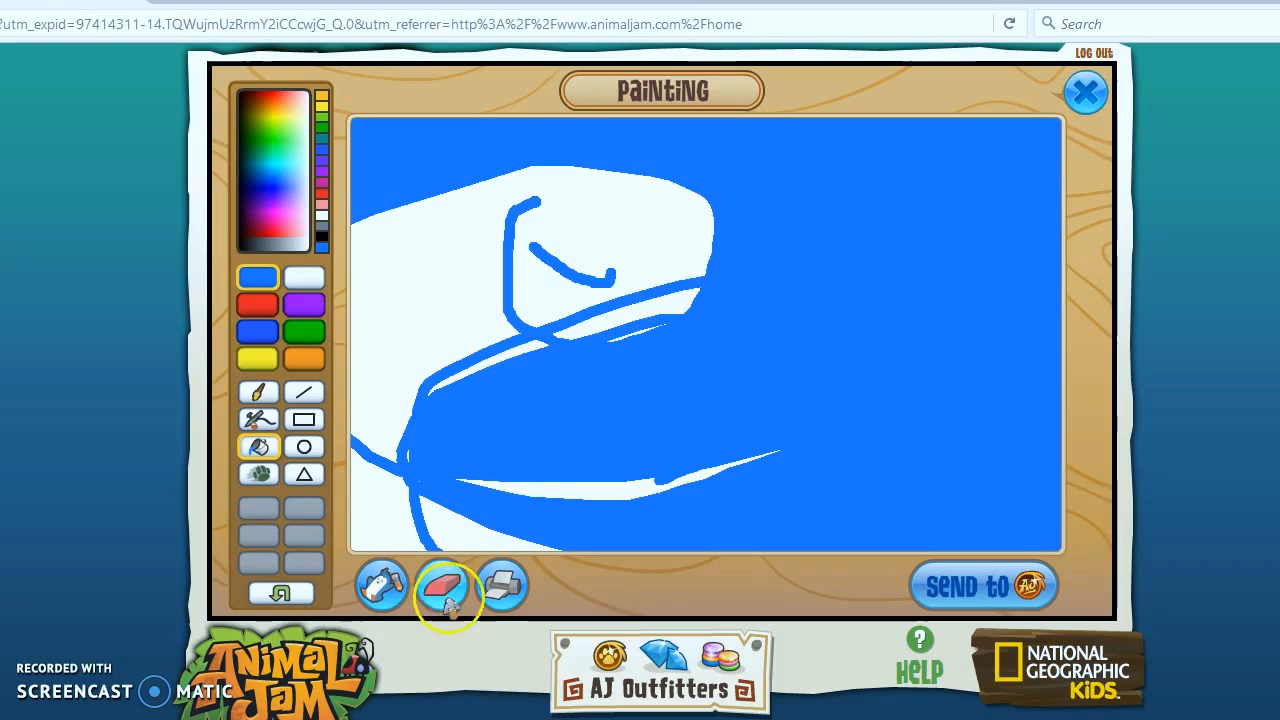 ?utm_expid=97414311-14.TQWujmUzRrmY2iCCcwjG_Q.0&utm_referrer=http%3A%2F%2Fwww.animaljam.com%2Fhome
Search
LOG OUT
PAINTING
SEND TO AJ
RECORDED WITH
SCREENCAST MATIC
ANIMAL JAM
AJ Outfitters
?
HELP
NATIONAL
GEOGRAPHIC
KiDS